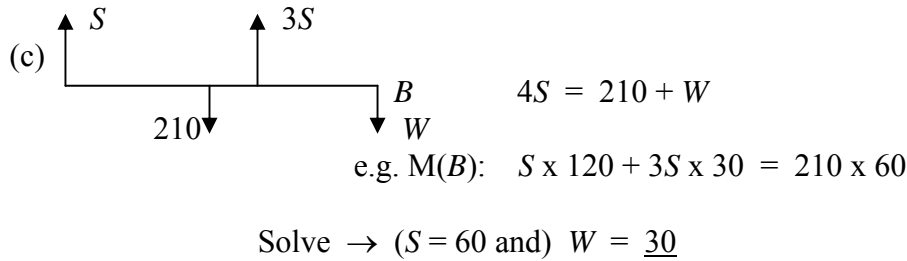 S 3S
(c)
B 4S = 210 + W
210 W
e.g. M(B): S x 120 + 3S x 30 = 210 x 60
Solve → (S = 60 and) W = 30